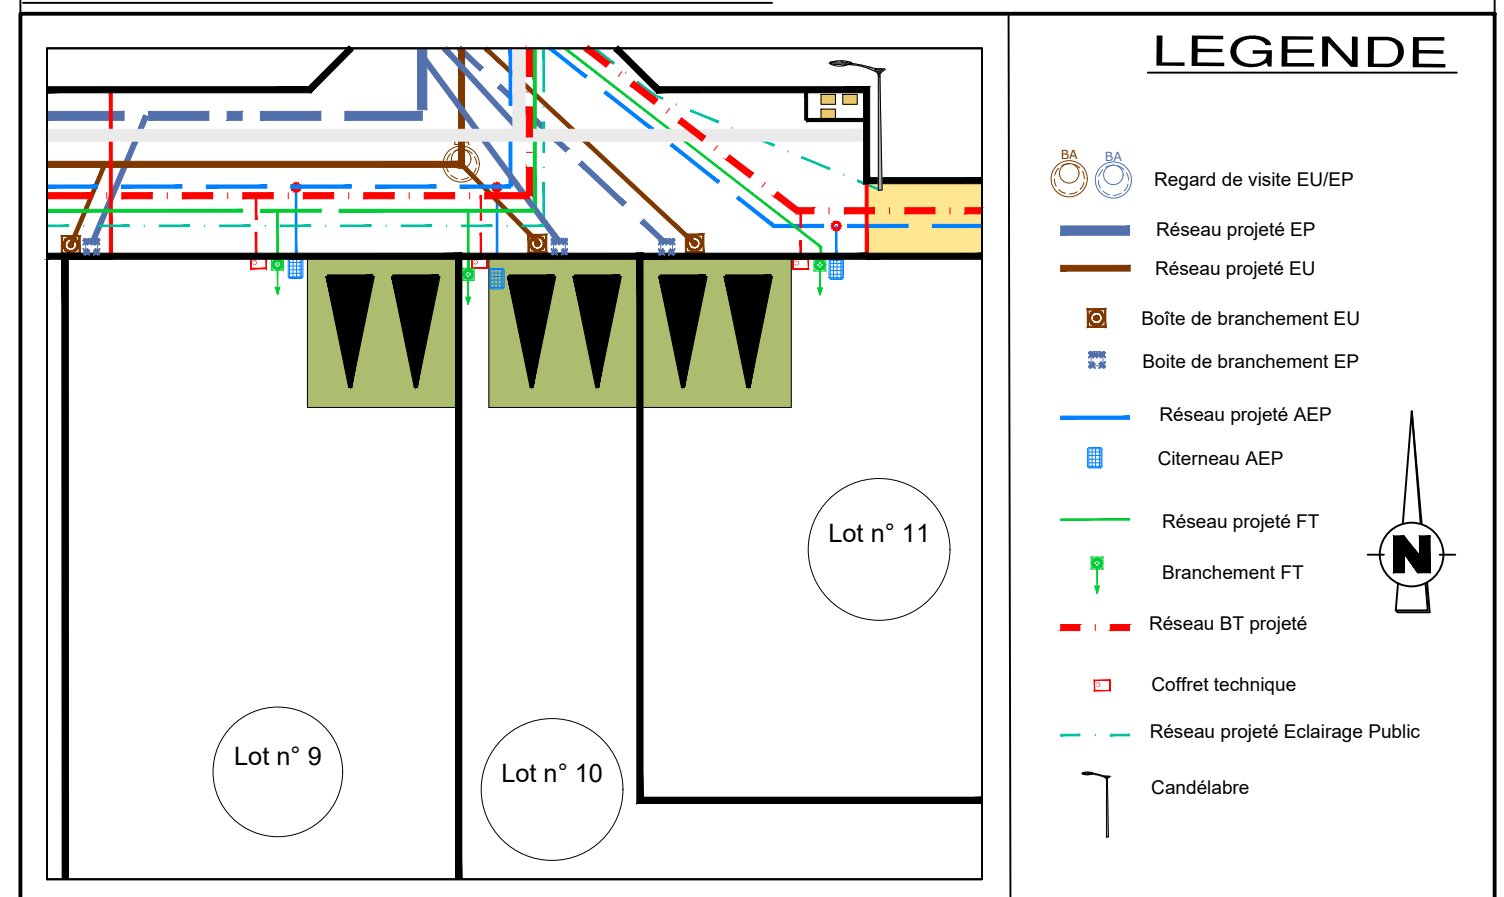 LEGENDE
BA
BA
Regard de visite EU/EP
Réseau projeté EP
Réseau projeté EU
Boîte de branchement EU
Boite de branchement EP
Réseau projeté AEP
Citerneau AEP
Réseau projeté FT
Branchement FT
Réseau BT projeté
Coffret technique
Réseau projeté Eclairage Public
Candélabre
N
Lot n° 11
Lot n° 9
Lot n° 10